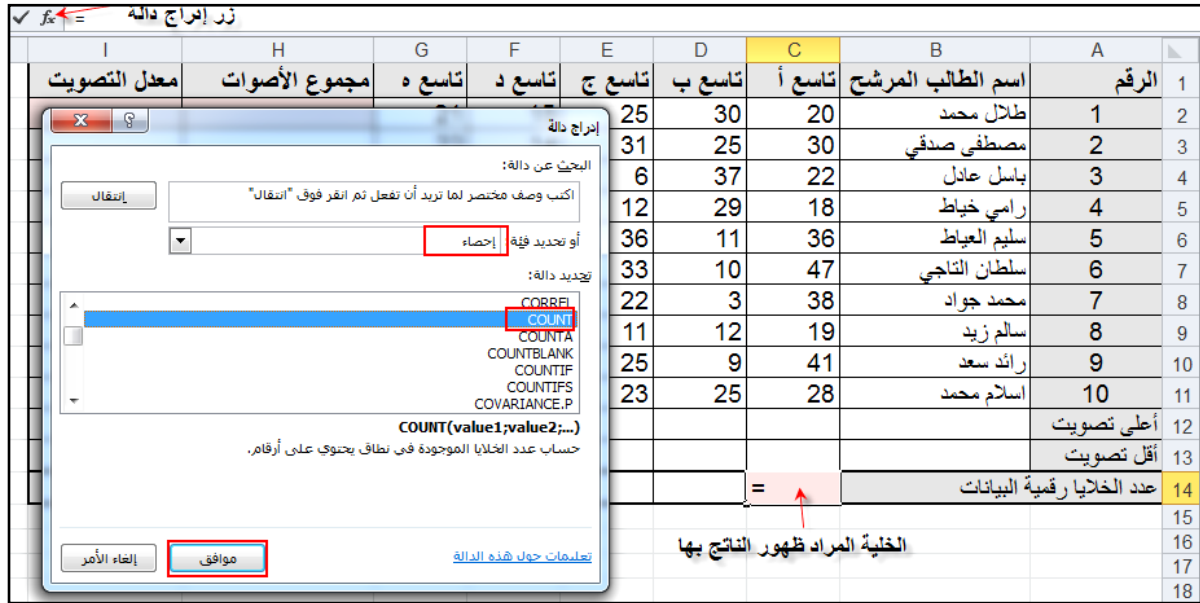 زر إدراج دالة
fx =
A B C D E F G H I
1 الرقم اسم الطالب المرشح تاسع أ تاسع ب تاسع ج تاسع د تاسع ه مجموع الأصوات معدل التصويت
2 1 طلال محمد 20 30 25
3 2 مصطفى صدقي 30 25 31
4 3 باسل عادل 22 37 6
5 4 رامي خياط 18 29 12
6 5 سليم العياط 36 11 36
7 6 سلطان التاجي 47 10 33
8 7 محمد جواد 38 3 22
9 8 سالم زيد 19 12 11
10 9 رائد سعد 41 9 25
11 10 اسلام محمد 28 25 23
12 أعلى تصويت
13 أقل تصويت
14 عدد الخلايا رقمية البيانات =
15
16
17
18
الخلية المراد ظهور الناتج بها
إدراج دالة
البحث عن دالة:
اكتب وصف مختصر لما تريد أن تفعل ثم انقر فوق "انتقال"
إنتقال
أو تحديد فئة: إحصاء
تحديد دالة:
CORREL
COUNT
COUNTA
COUNTBLANK
COUNTIF
COUNTIFS
COVARIANCE.P
COUNT(value1;value2;...)
حساب عدد الخلايا الموجودة في نطاق يحتوي على أرقام.
تعليمات حول هذه الدالة
موافق
إلغاء الأمر